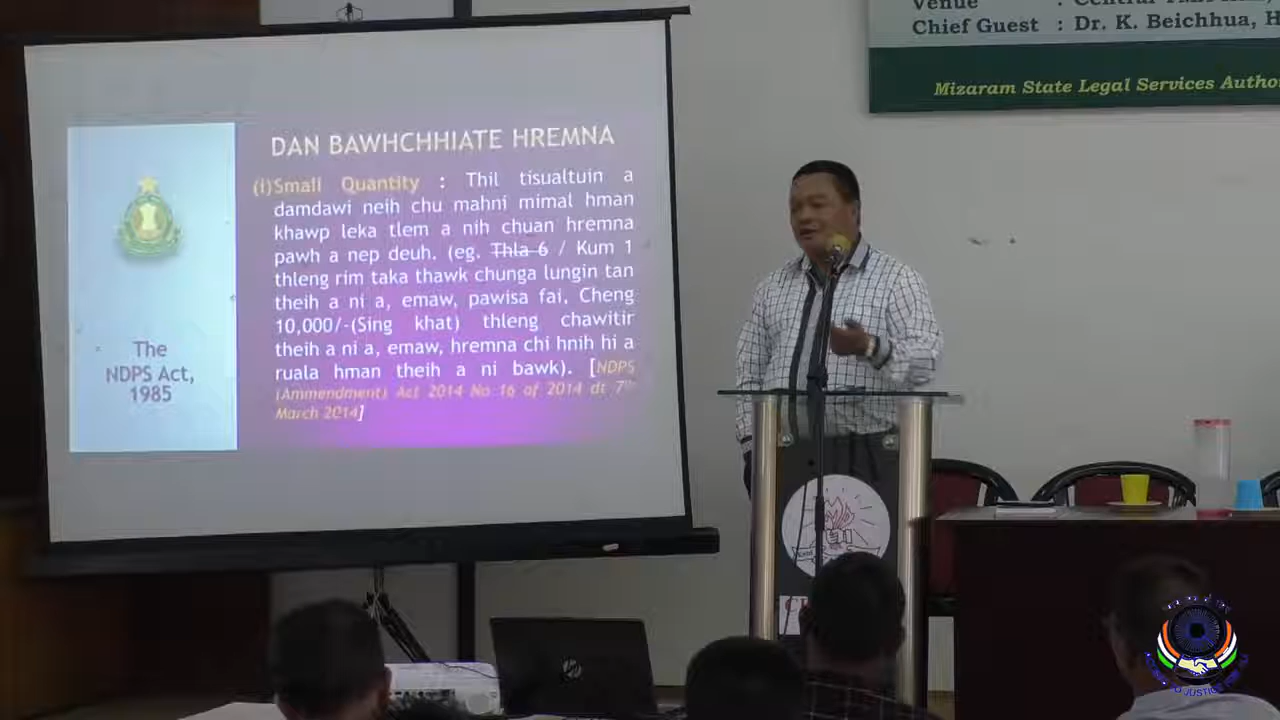 Venue : Central
Chief Guest : Dr. K. Beichhua, H
Mizaram State Legal Services Autho
DAN BAWHCHHIATE HREMNA
(i)Small Quantity : Thil tisualtuin a
damdawi neih chu mahni mimal hman
khawp leka tlem a nih chuan hremna
pawh a nep deuh. (eg. Thla 6 / Kum 1
thleng rim taka thawk chunga lungin tan
theih a ni a, emaw, pawisa fai, Cheng
10,000/-(Sing khat) thleng chawitir
theih a ni a, emaw, hremna chi hnih hi a
ruala hman theih a ni bawk). [NDPS
(Ammendment) Act 2014 No 16 of 2014 dt 7th
March 2014]
The
NDPS Act,
1985